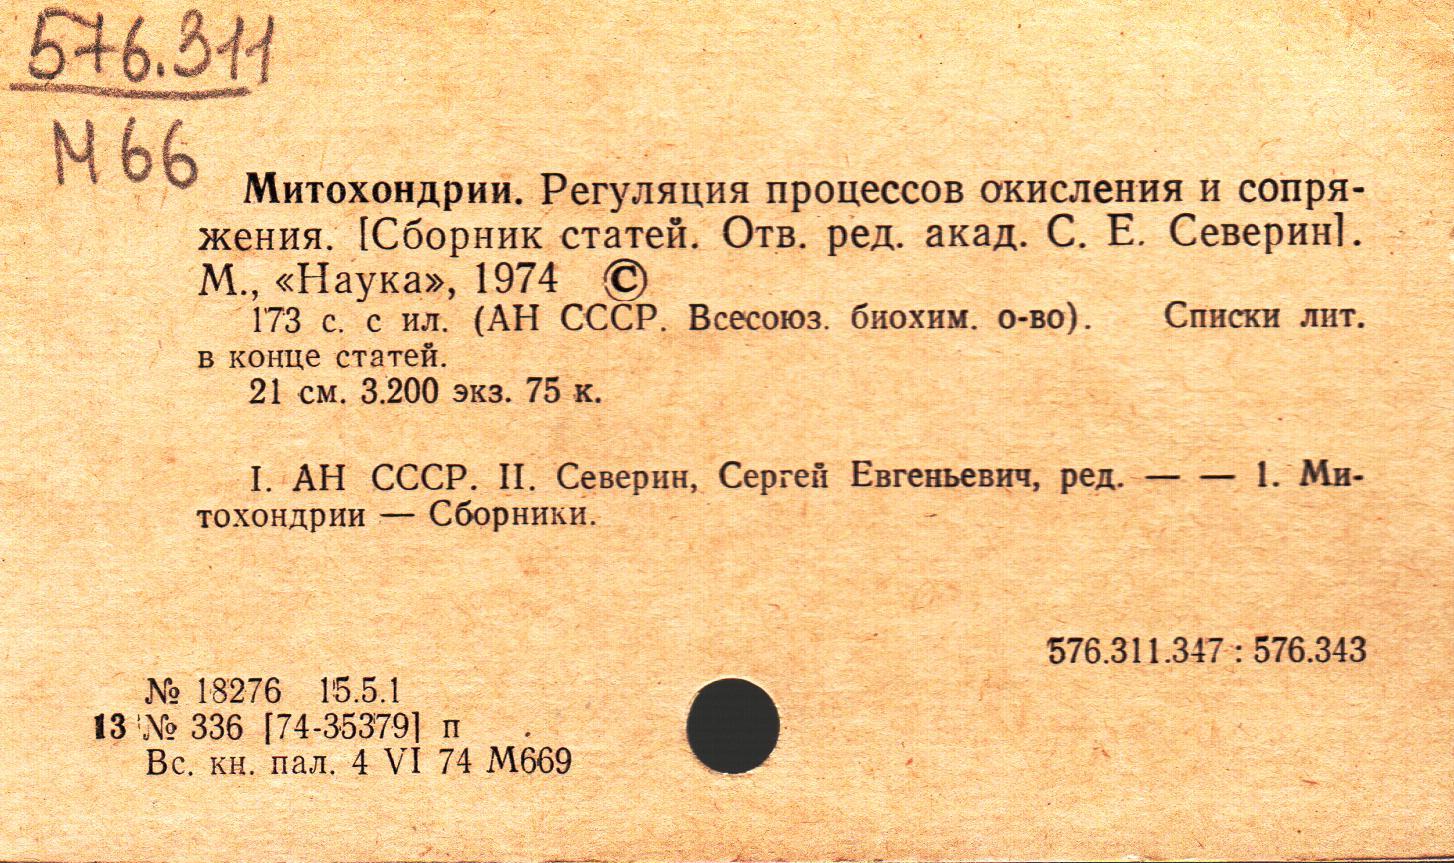 576.311
М 66
Митохондрии. Регуляция процессов окисления и сопря-
жения. [Сборник статей. Отв. ред. акад. С. Е. Северин].
М., «Наука», 1974 ©
173 с. с ил. (АН СССР. Всесоюз. биохим. о-во). Списки лит.
в конце статей.
21 см. 3.200 экз. 75 к.
I. АН СССР. II. Северин, Сергей Евгеньевич, ред. — — 1. Ми-
тохондрии — Сборники.
576.311.347 : 576.343
№ 18276 15.5.1
13 № 336 [74-35379] п
Вс. кн. пал. 4 VI 74 М669